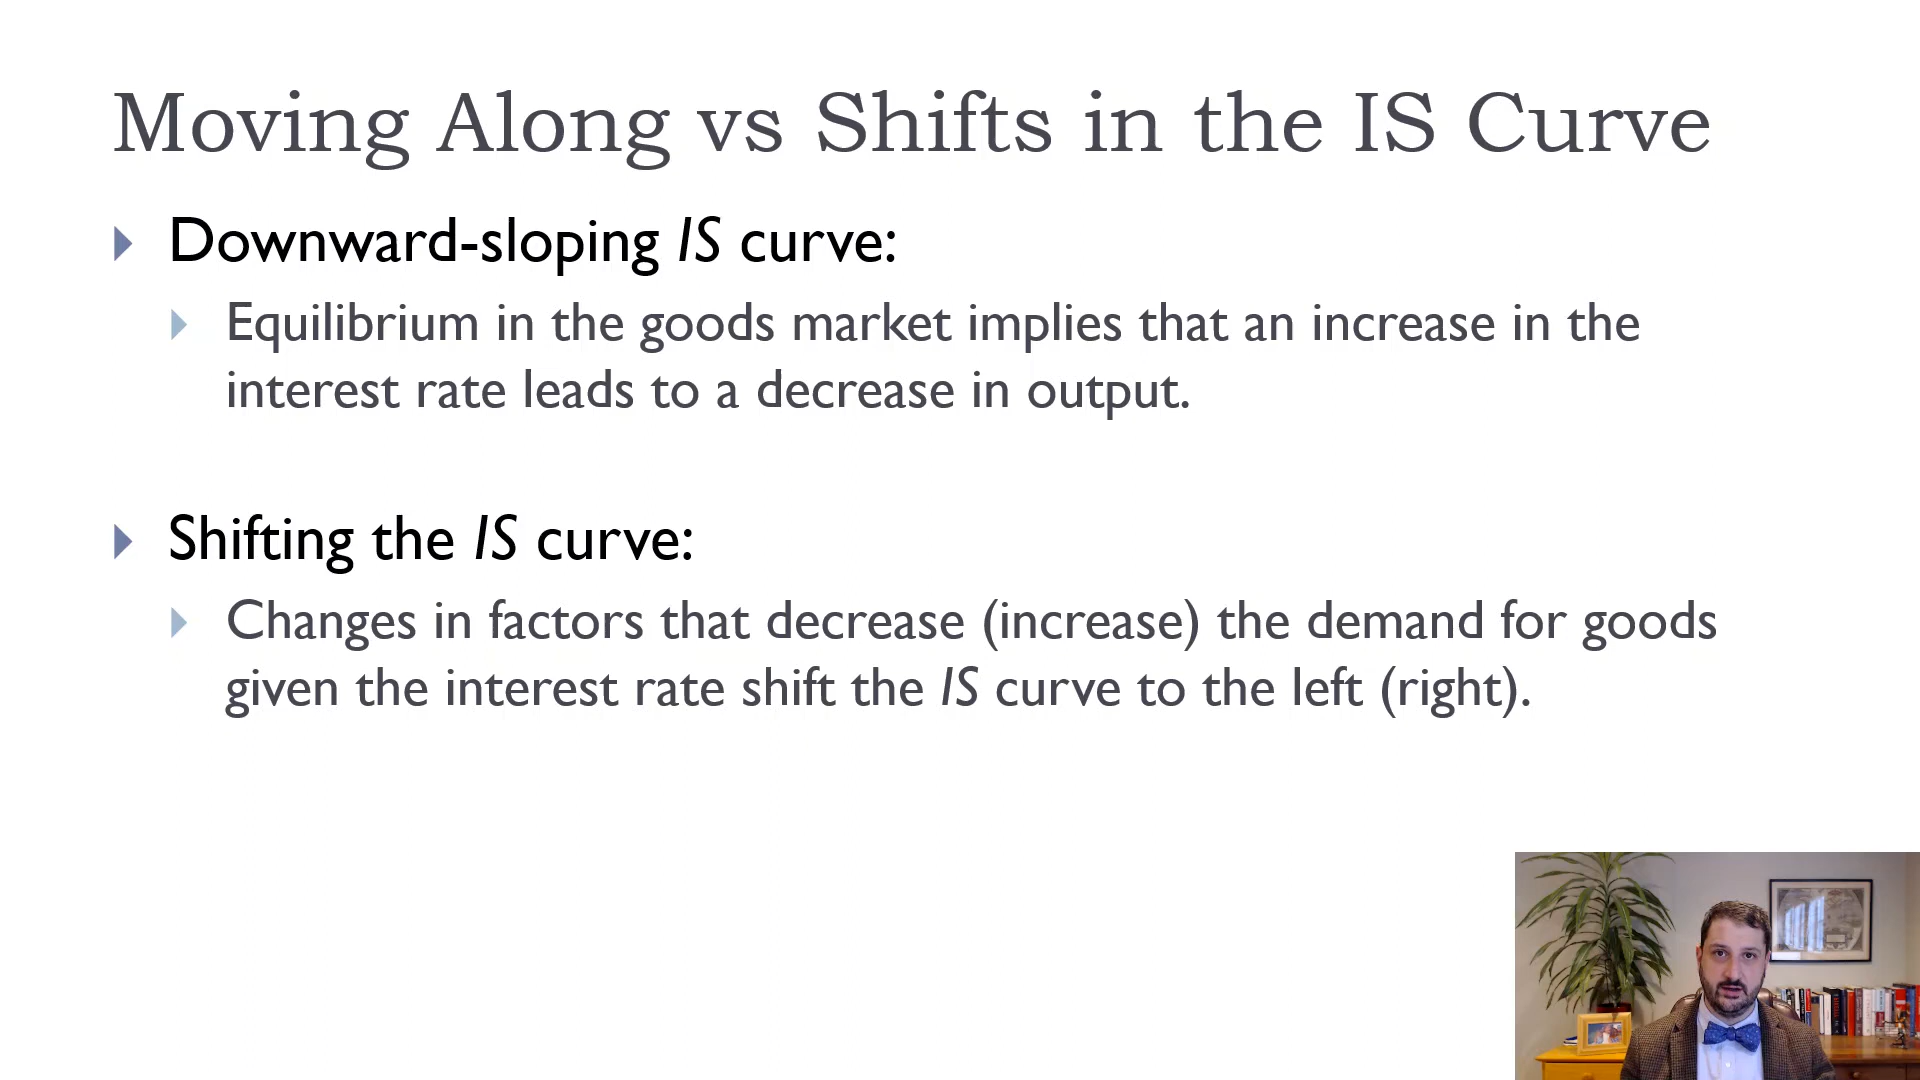 Moving Along vs Shifts in the IS Curve
Downward-sloping IS curve:
Equilibrium in the goods market implies that an increase in the
interest rate leads to a decrease in output.
Shifting the IS curve:
Changes in factors that decrease (increase) the demand for goods
given the interest rate shift the IS curve to the left (right).